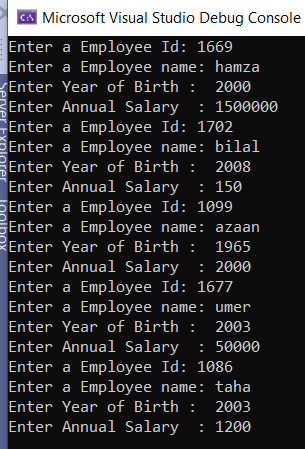 Microsoft Visual Studio Debug Console
Enter a Employee Id: 1669
Enter a Employee name: hamza
Enter Year of Birth :  2000
Enter Annual Salary  : 1500000
Enter a Employee Id: 1702
Enter a Employee name: bilal
Enter Year of Birth :  2008
Enter Annual Salary  : 150
Enter a Employee Id: 1099
Enter a Employee name: azaan
Enter Year of Birth :  1965
Enter Annual Salary  : 2000
Enter a Employee Id: 1677
Enter a Employee name: umer
Enter Year of Birth :  2003
Enter Annual Salary  : 50000
Enter a Employee Id: 1086
Enter a Employee name: taha
Enter Year of Birth :  2003
Enter Annual Salary  : 1200
Server Explorer
Toolbox